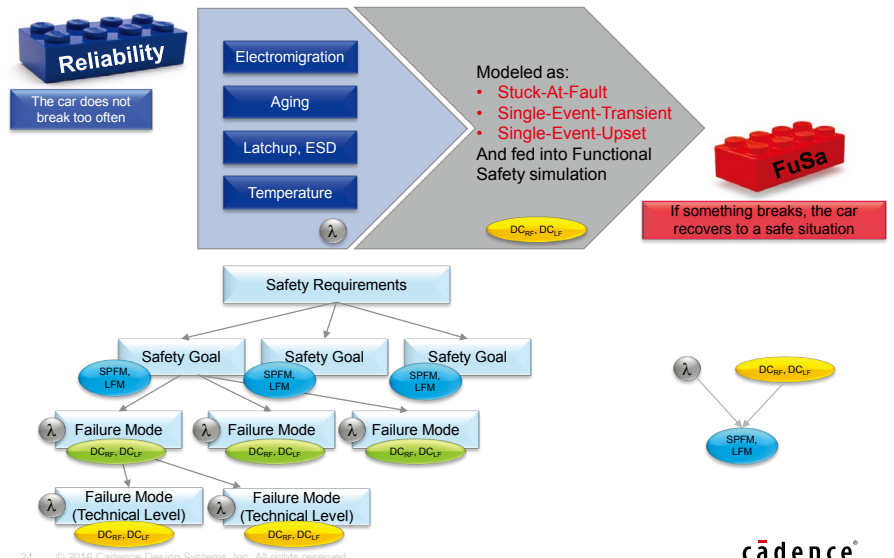 Reliability
The car does not
break too often
Electromigration
Aging
Latchup, ESD
Temperature
λ
Modeled as:
• Stuck-At-Fault
• Single-Event-Transient
• Single-Event-Upset
And fed into Functional
Safety simulation
DCRF, DCLF
FuSa
If something breaks, the car
recovers to a safe situation
Safety Requirements
Safety Goal
SPFM,
LFM
Safety Goal
SPFM,
LFM
Safety Goal
SPFM,
LFM
λ
Failure Mode
DCRF, DCLF
λ
Failure Mode
DCRF, DCLF
λ
Failure Mode
DCRF, DCLF
λ
Failure Mode
(Technical Level)
DCRF, DCLF
λ
Failure Mode
(Technical Level)
DCRF, DCLF
λ
DCRF, DCLF
SPFM,
LFM
24 © 2016 Cadence Design Systems, Inc. All rights reserved
cādence®